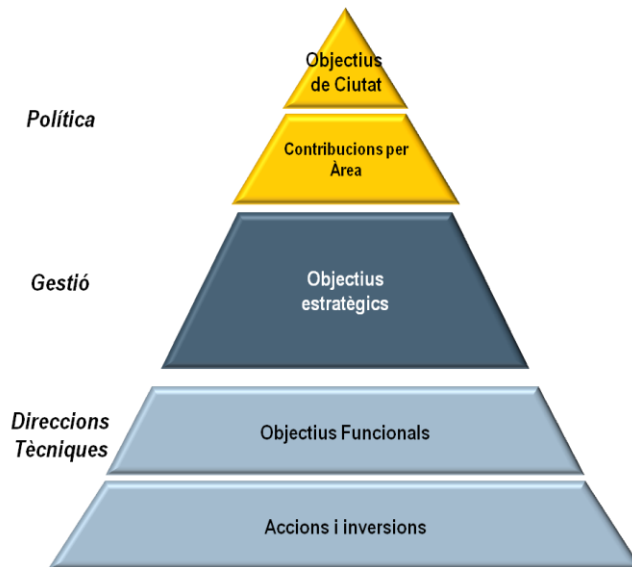 Objectius
de Ciutat
Política
Contribucions per
Àrea
Gestió
Objectius
estratègics
Direccions
Tècniques
Objectius Funcionals
Accions i inversions